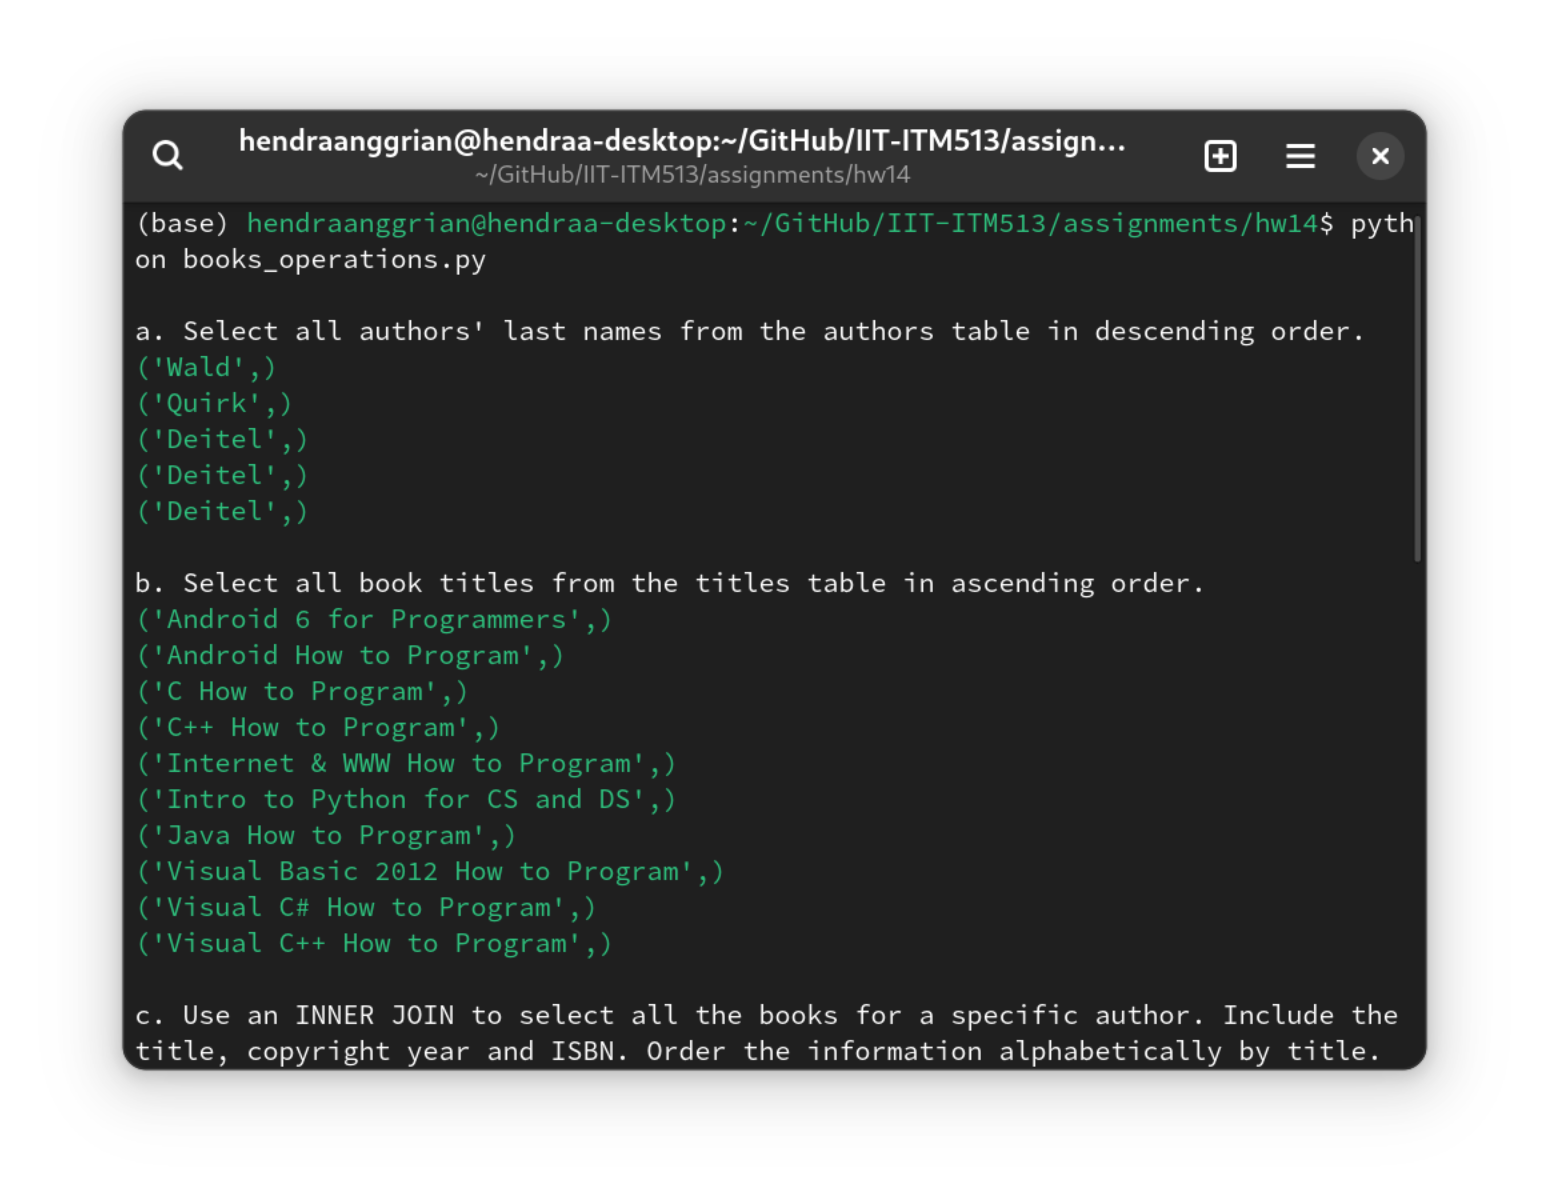 hendraanggrian@hendraa-desktop:~/GitHub/IIT-ITM513/assign...
~/GitHub/IIT-ITM513/assignments/hw14
(base) hendraanggrian@hendraa-desktop:~/GitHub/IIT-ITM513/assignments/hw14$ pyth
on books_operations.py
a. Select all authors' last names from the authors table in descending order.
('Wald',)
('Quirk',)
('Deitel',)
('Deitel',)
('Deitel',)
b. Select all book titles from the titles table in ascending order.
('Android 6 for Programmers',)
('Android How to Program',)
('C How to Program',)
('C++ How to Program',)
('Internet & WWW How to Program',)
('Intro to Python for CS and DS',)
('Java How to Program',)
('Visual Basic 2012 How to Program',)
('Visual C# How to Program',)
('Visual C++ How to Program',)
c. Use an INNER JOIN to select all the books for a specific author. Include the
title, copyright year and ISBN. Order the information alphabetically by title.